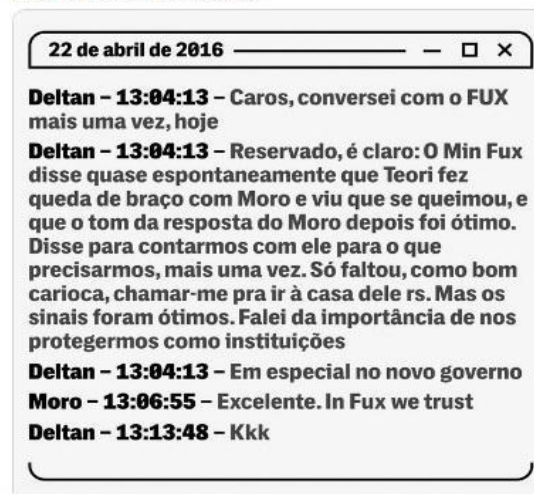 22 de abril de 2016
Deltan – 13:04:13 – Caros, conversei com o FUX
mais uma vez, hoje
Deltan – 13:04:13 – Reservado, é claro: O Min Fux
disse quase espontaneamente que Teori fez
queda de braço com Moro e viu que se queimou, e
que o tom da resposta do Moro depois foi ótimo.
Disse para contarmos com ele para o que
precisarmos, mais uma vez. Só faltou, como bom
carioca, chamar-me pra ir à casa dele rs. Mas os
sinais foram ótimos. Falei da importância de nos
protegermos como instituições
Deltan – 13:04:13 – Em especial no novo governo
Moro – 13:06:55 – Excelente. In Fux we trust
Deltan – 13:13:48 – Kkk